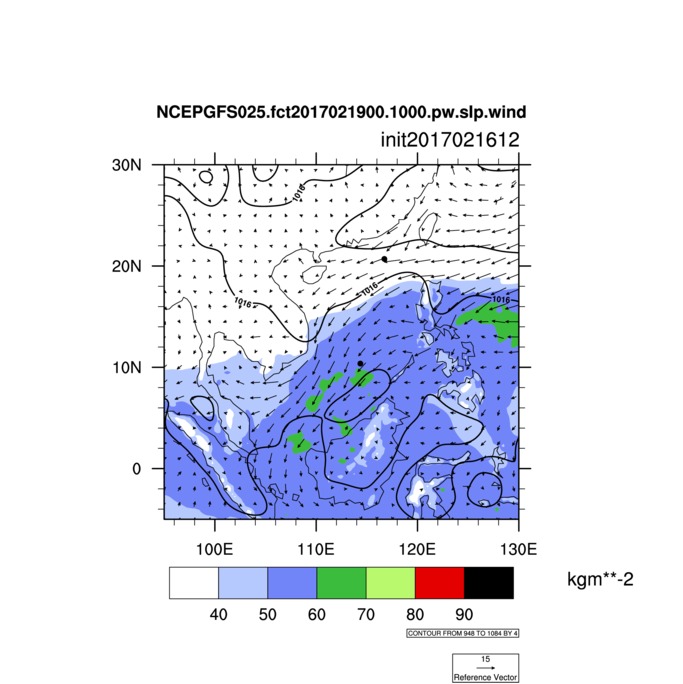 NCEPGFS025.fct2017021900.1000.pw.slp.wind
init2017021612
30N
1016
20N
1016
1016
1016
10N
0
100E 110E 120E 130E
kgm**-2
40 50 60 70 80 90
CONTOUR FROM 948 TO 1084 BY 4
15
Reference Vector